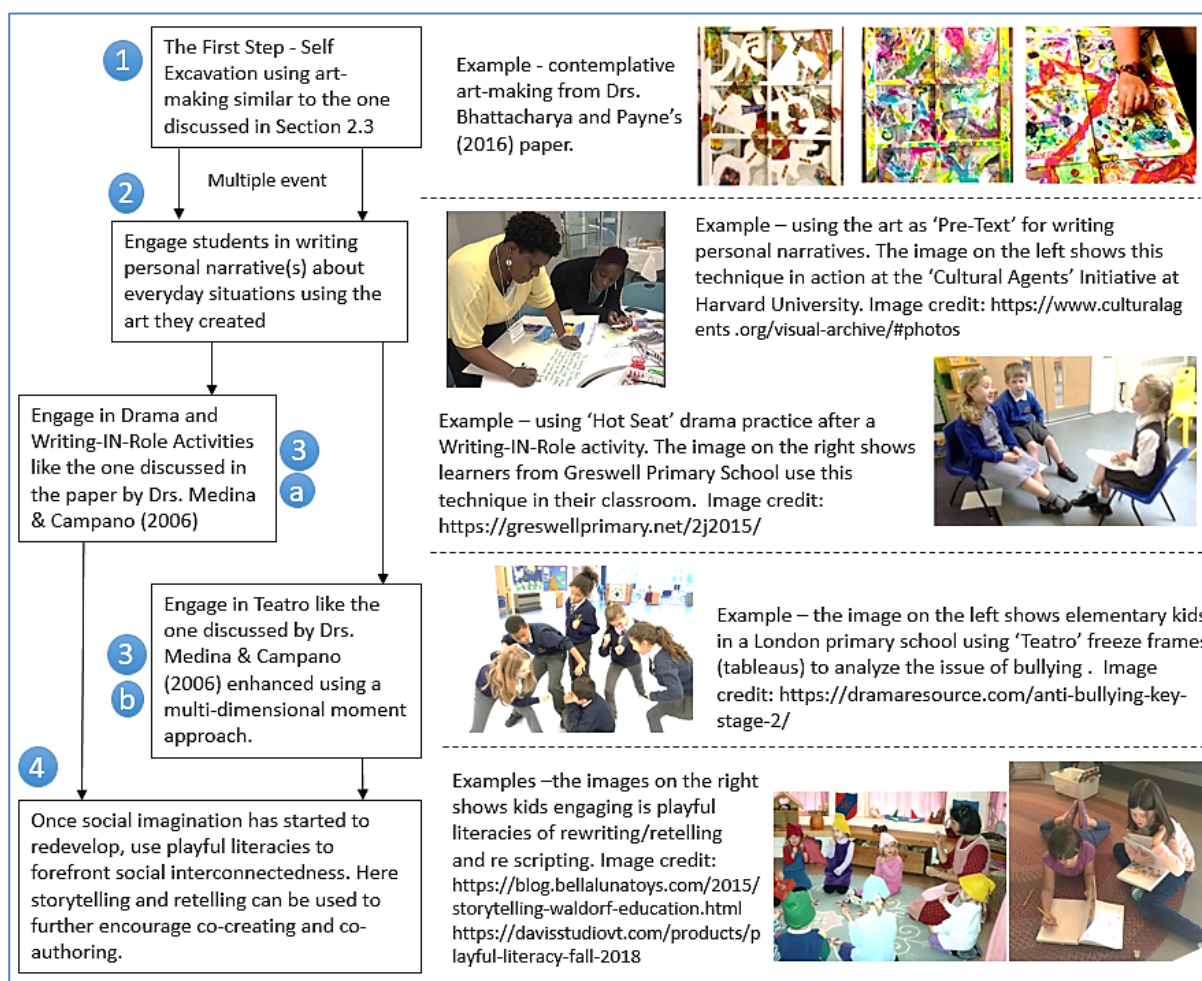 1
The First Step - Self
Excavation using art-
making similar to the one
discussed in Section 2.3
Example - contemplative
art-making from Drs.
Bhattacharya and Payne's
(2016) paper.
Multiple event
2
Engage students in writing
personal narrative(s) about
everyday situations using the
art they created
Example – using the art as 'Pre-Text' for writing
personal narratives. The image on the left shows this
technique in action at the 'Cultural Agents' Initiative at
Harvard University. Image credit: https://www.culturalag
ents .org/visual-archive/#photos
3
a
Engage in Drama and
Writing-IN-Role Activities
like the one discussed in
the paper by Drs. Medina
& Campano (2006)
Example – using 'Hot Seat' drama practice after a
Writing-IN-Role activity. The image on the right shows
learners from Greswell Primary School use this
technique in their classroom.  Image credit:
https://greswellprimary.net/2j2015/
3
b
Engage in Teatro like the
one discussed by Drs.
Medina & Campano
(2006) enhanced using a
multi-dimensional moment
approach.
Example – the image on the left shows elementary kids
in a London primary school using 'Teatro' freeze frames
(tableaus) to analyze the issue of bullying .  Image
credit: https://dramaresource.com/anti-bullying-key-
stage-2/
4
Once social imagination has started to
redevelop, use playful literacies to
forefront social interconnectedness. Here
storytelling and retelling can be used to
further encourage co-creating and co-
authoring.
Examples –the images on the right
shows kids engaging is playful
literacies of rewriting/retelling
and re scripting. Image credit:
https://blog.bellalunatoys.com/2015/
storytelling-waldorf-education.html
https://davisstudiovt.com/products/p
layful-literacy-fall-2018